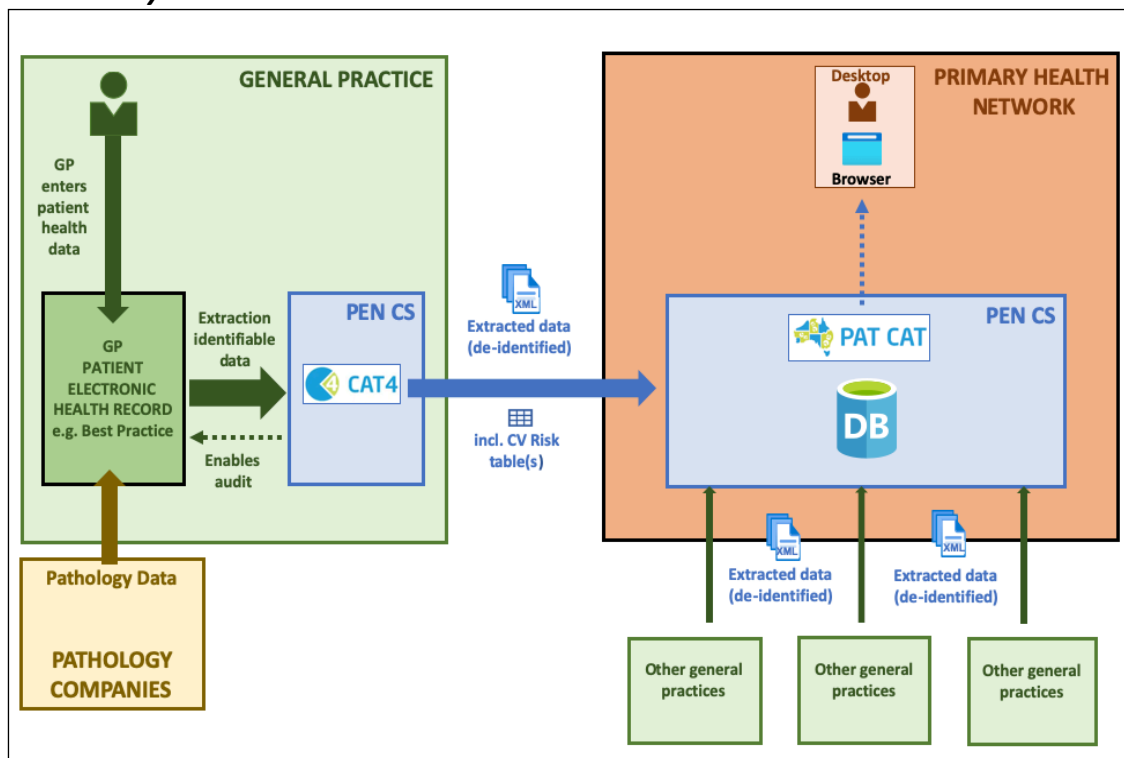 GENERAL PRACTICE
GP
enters
patient
health
data
GP
PATIENT
ELECTRONIC
HEALTH RECORD
e.g. Best Practice
Extraction
identifiable
data
Enables
audit
PEN CS
4
CAT4
Pathology Data
PATHOLOGY
COMPANIES
XML
Extracted data
(de-identified)
incl. CV Risk
table(s)
PRIMARY HEALTH
NETWORK
Desktop
Browser
PEN CS
PAT CAT
DB
XML
Extracted data
(de-identified)
XML
Extracted data
(de-identified)
Other general
practices
Other general
practices
Other general
practices